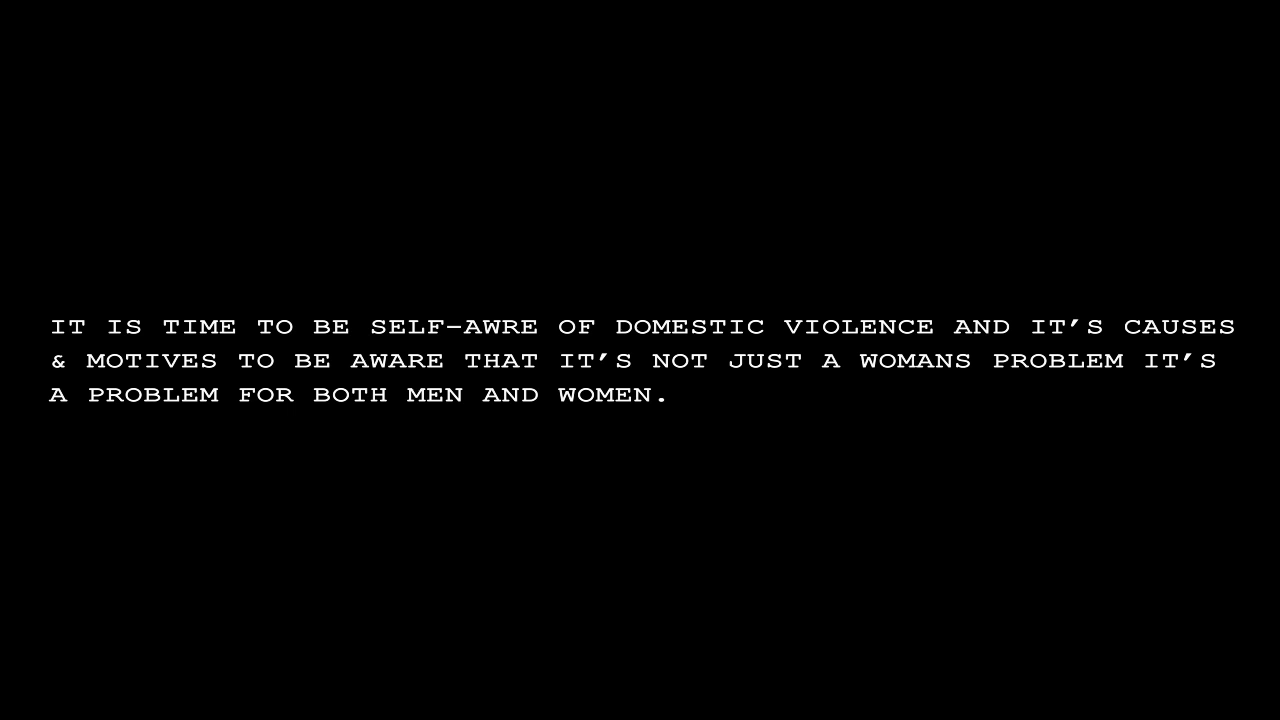 IT IS TIME TO BE SELF-AWRE OF DOMESTIC VIOLENCE AND IT'S CAUSES
& MOTIVES TO BE AWARE THAT IT'S NOT JUST A WOMANS PROBLEM IT'S
A PROBLEM FOR BOTH MEN AND WOMEN.